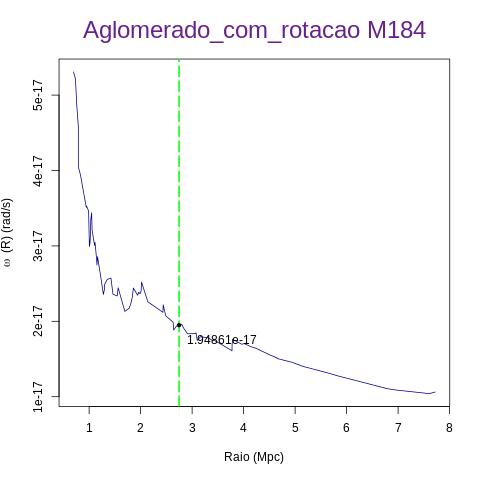 Aglomerado_com_rotacao M184
ω (R) (rad/s)
5e-17
4e-17
3e-17
2e-17
1e-17
1.94861e-17
1 2 3 4 5 6 7 8
Raio (Mpc)